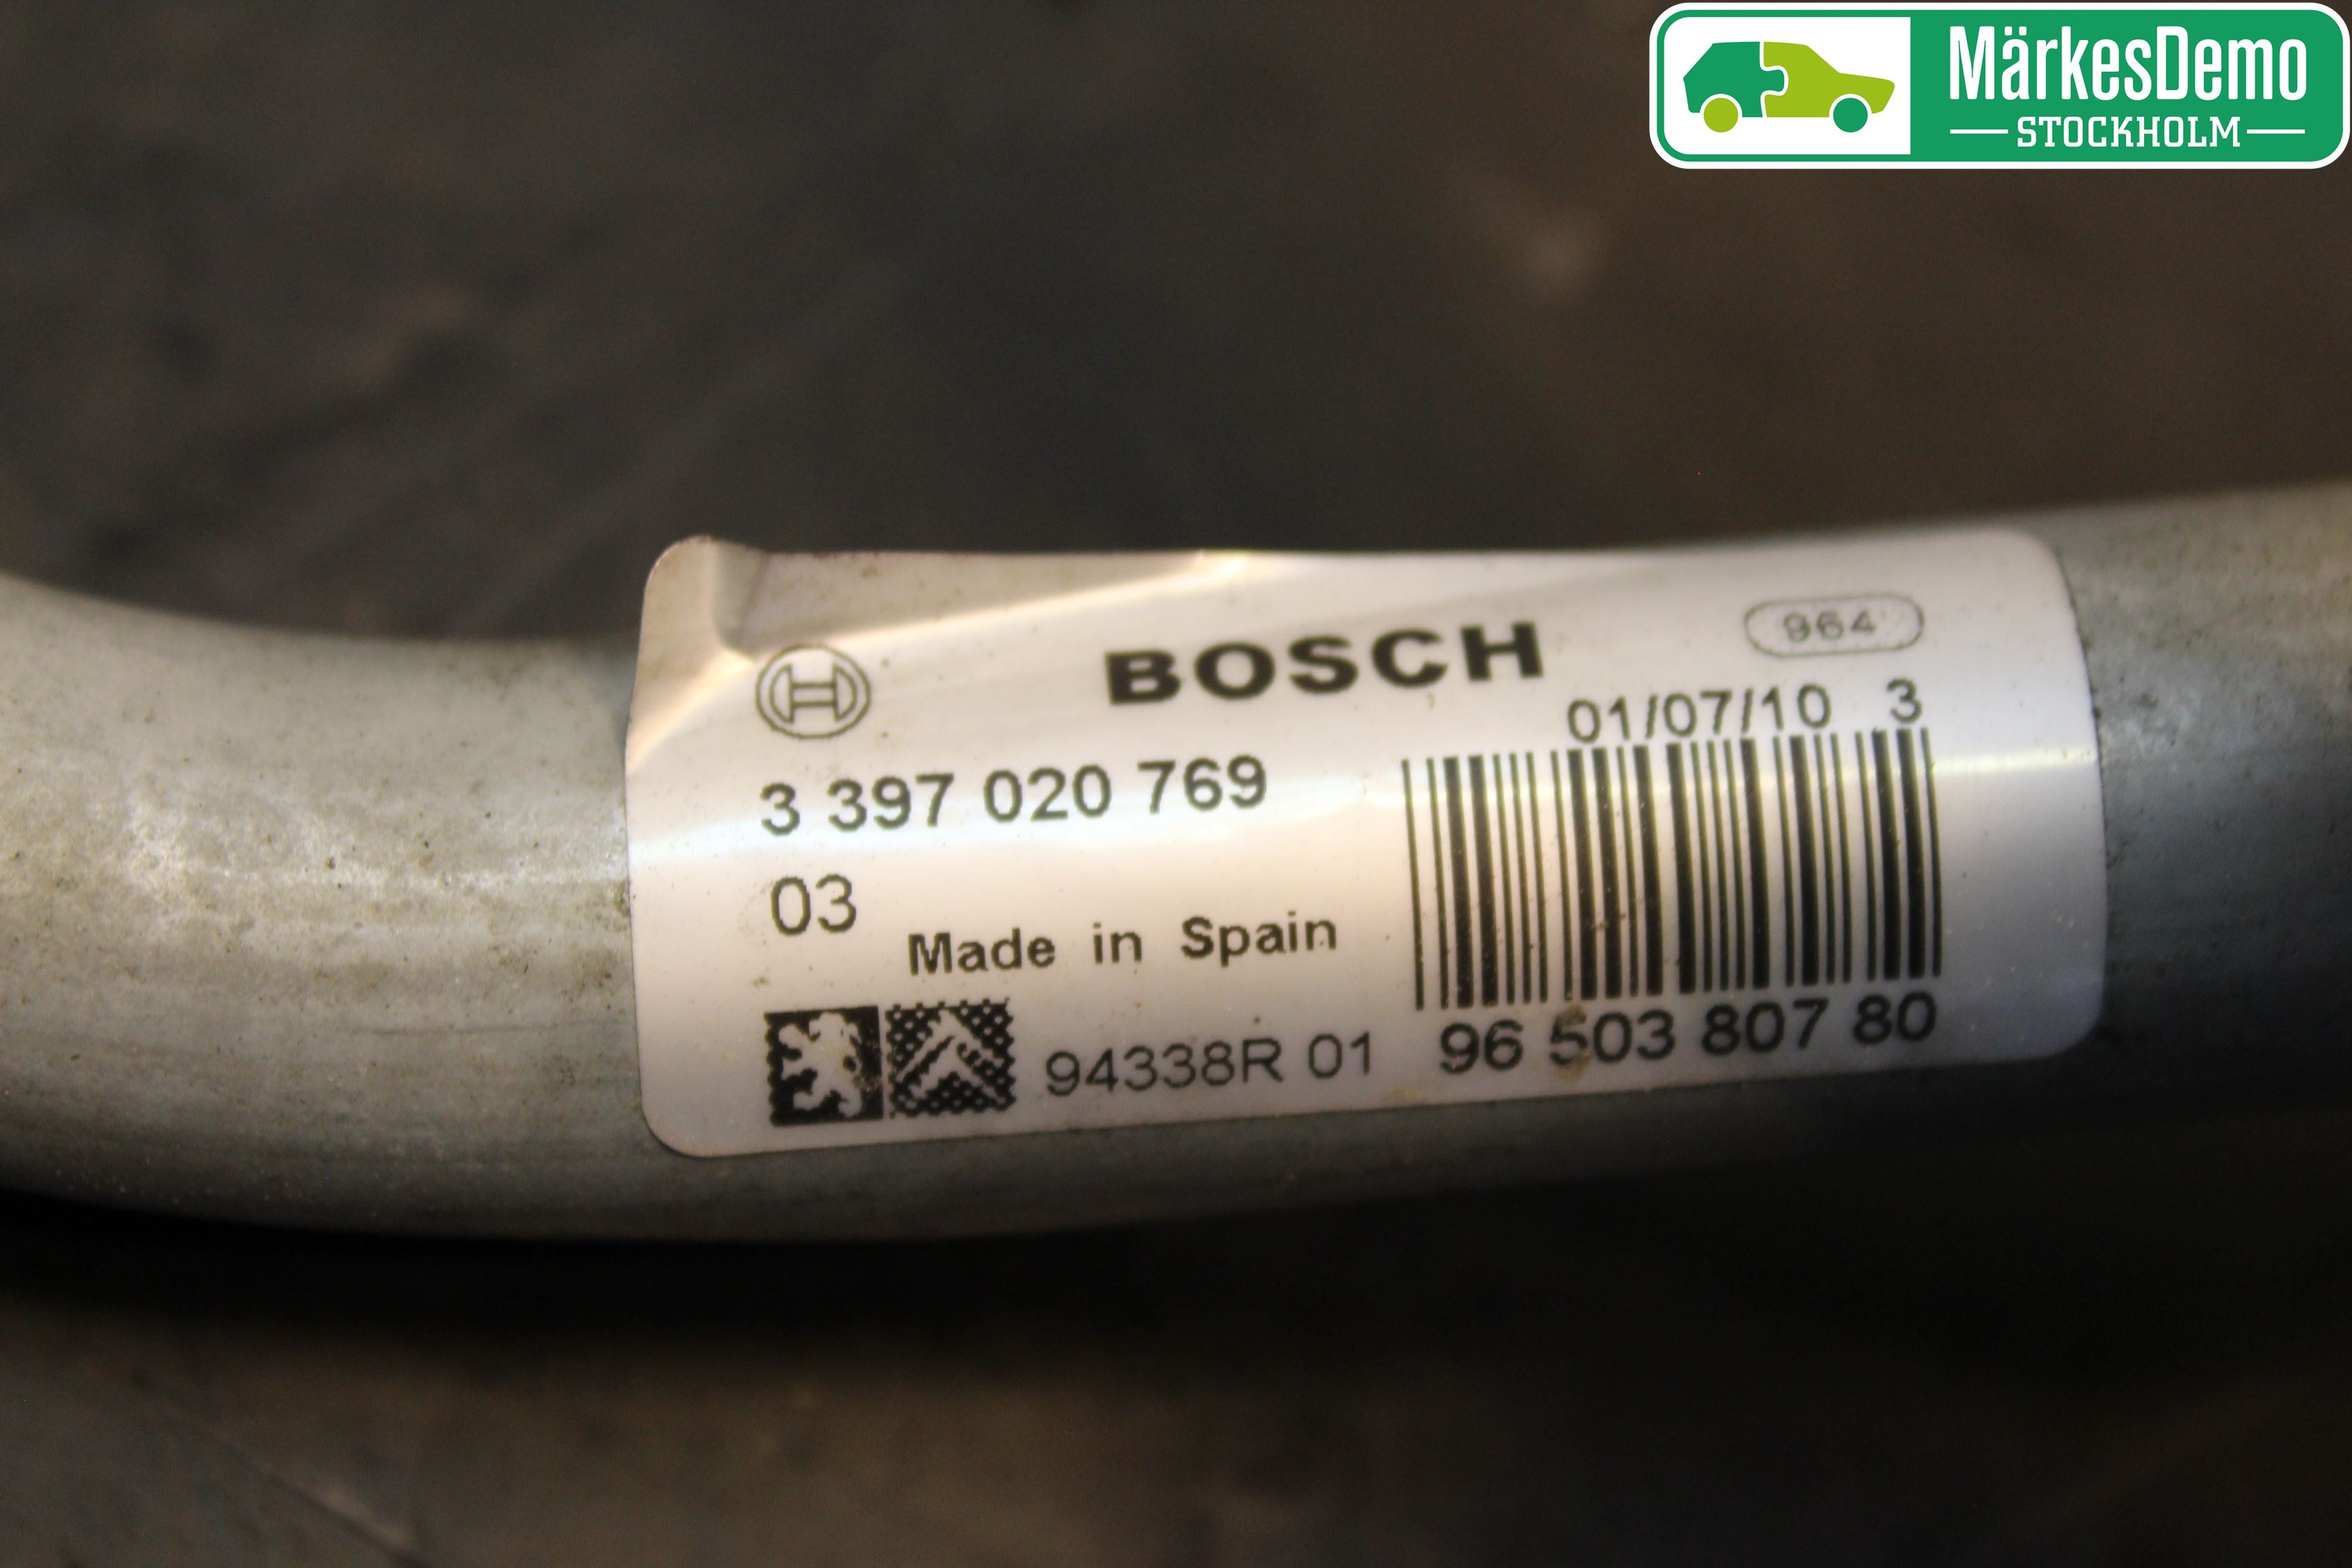 MärkesDemo
STOCKHOLM
964
BOSCH
01/07/10 3
3 397 020 769
03
Made in Spain
94338R 01
96 503 807 80